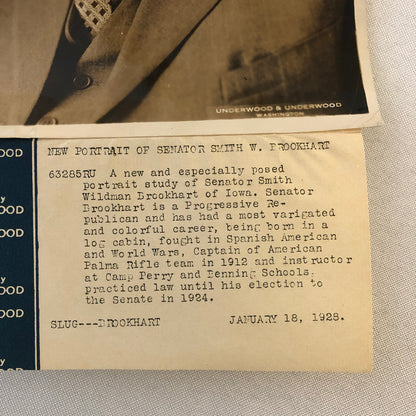 UNDERWOOD & UNDERWOOD
WASHINGTON
NEW PORTRAIT OF SENATOR SMITH W. BROOKHART
63285RU A new and especially posed
portrait study of Senator Smith
Wildman Brookhart of Iowa. Senator
Brookhart is a Progressive Re-
publican and has had a most varigated
and colorful career, being born in a
log cabin, fought in Spanish American
and World Wars, Captain of American
Palma Rifle team in 1912 and instructor
at Camp Perry and Benning Schools,
practiced law until his election to
the Senate in 1924.
SLUG---BROOKHART JANUARY 18, 1928.
OOD
y
OOD
OOD
y
OOD
OOD
y
OOD